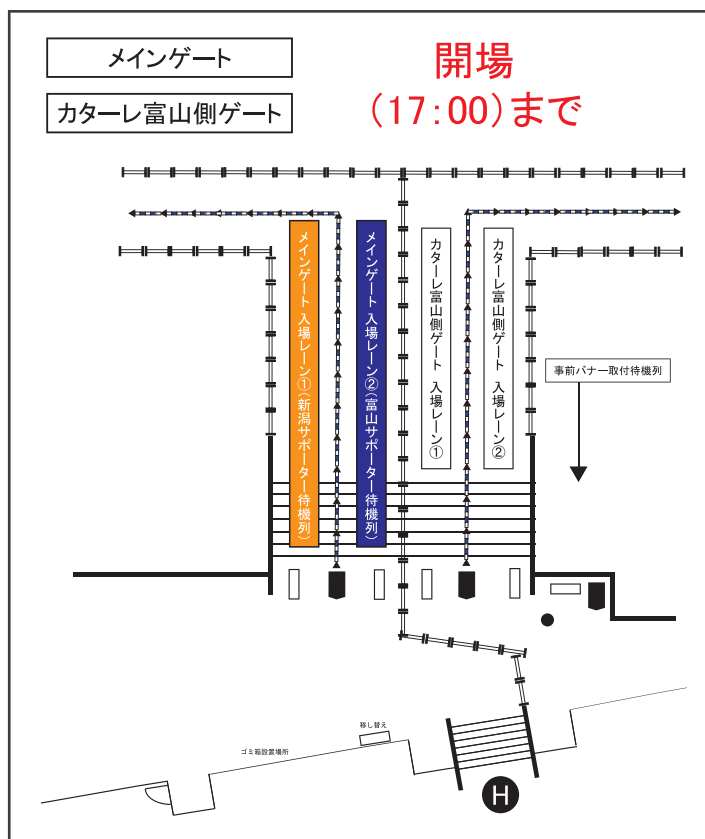 メインゲート
カターレ富山側ゲート
開場
(17:00)まで
メインゲート 入場レーン①(新潟サポーター待機列)
メインゲート 入場レーン②(富山サポーター待機列)
カターレ富山側ゲート 入場レーン①
カターレ富山側ゲート 入場レーン②
事前バナー取付待機列
移し替え
ゴミ箱設置場所
H